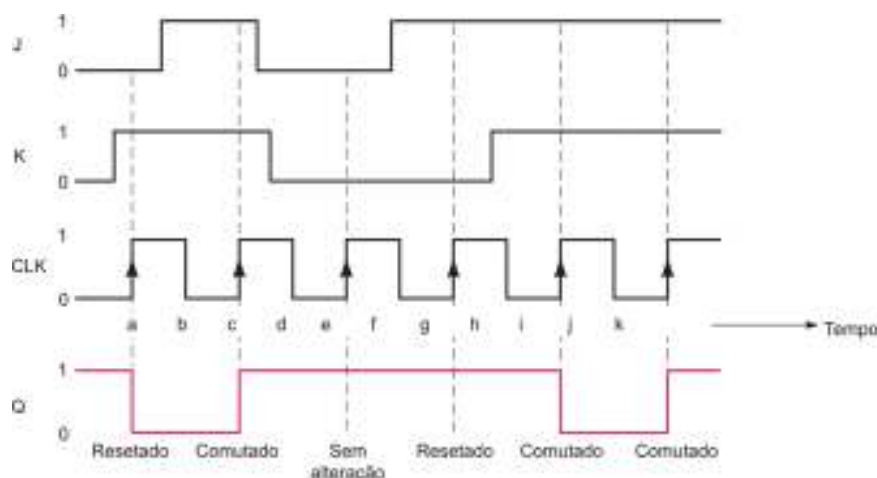 J
1
0
K
1
0
CLK
1
0
a b c d e f g h i j k
Tempo
Q
1
0
Resetado Comutado Sem alteração Resetado Comutado Comutado